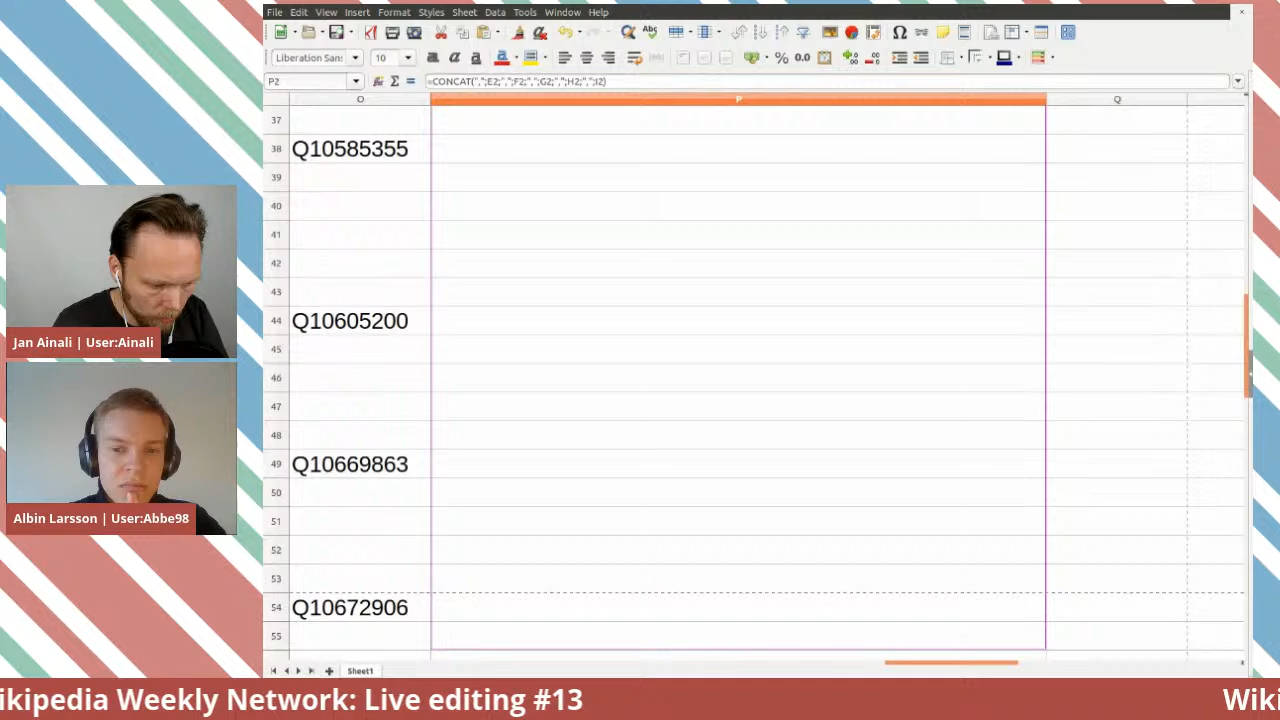 File Edit View Insert Format Styles Sheet Data Tools Window Help
Liberation Sans 10
P2 =CONCAT(",";E2;",";F2;",";G2;",";H2;",";I2)
O P Q
37
38 Q10585355
39
40
41
42
43
44 Q10605200
45
46
47
48
49 Q10669863
50
51
52
53
54 Q10672906
55
Sheet1
Jan Ainali | User:Ainali
Albin Larsson | User:Abbe98
ikipedia Weekly Network: Live editing #13 Wiki